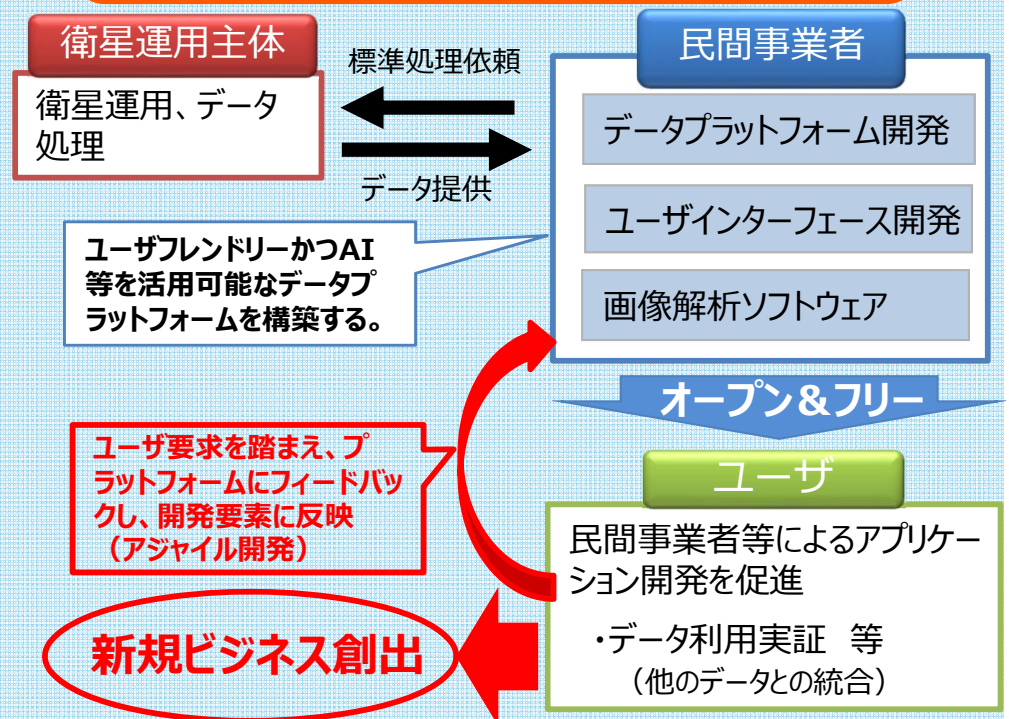 衛星運用主体
衛星運用、データ
処理
標準処理依頼
データ提供
民間事業者
データプラットフォーム開発
ユーザインターフェース開発
画像解析ソフトウェア
ユーザフレンドリーかつAI
等を活用可能なデータプ
ラットフォームを構築する。
オープン&フリー
ユーザ要求を踏まえ、プ
ラットフォームにフィードバッ
クし、開発要素に反映
（アジャイル開発）
ユーザ
民間事業者等によるアプリケー
ション開発を促進
・データ利用実証　等
（他のデータとの統合）
新規ビジネス創出